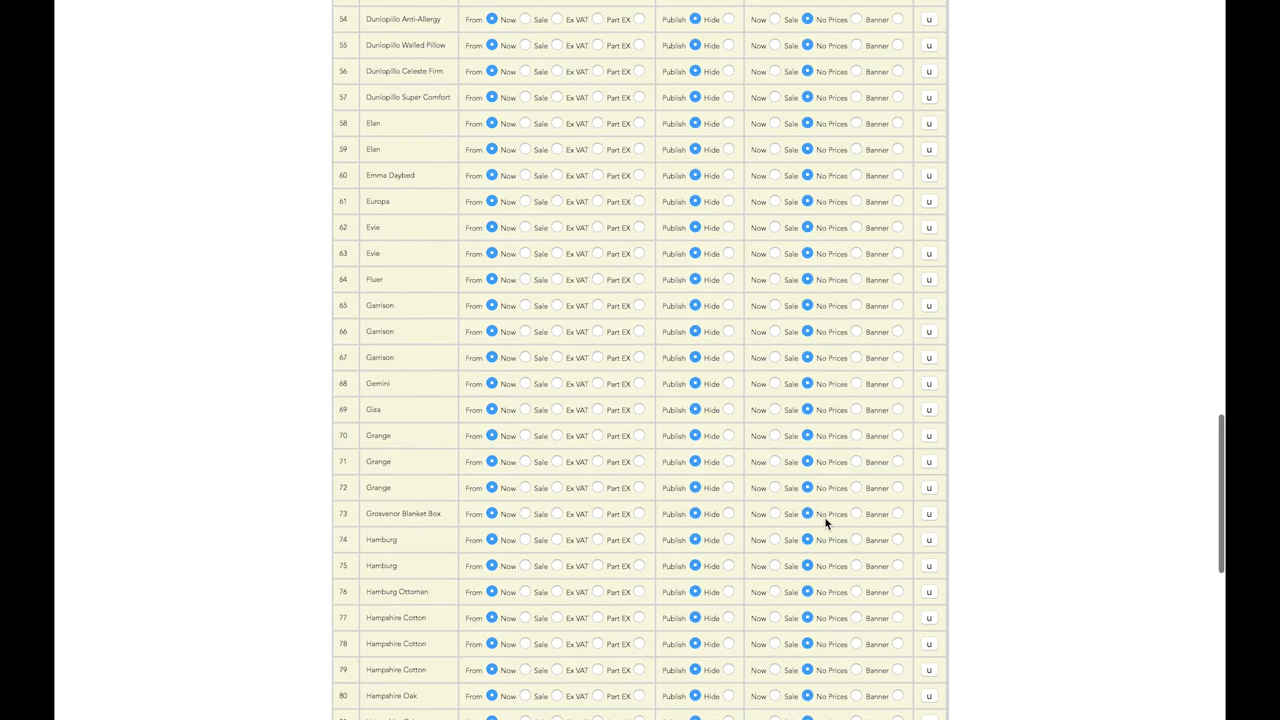 54 Dunlopiilo Anti-Allergy From Now Sale Ex VAT Part EX Publish Hide Now Sale No Prices Banner u
55 Dunlopiilo Walled Pillow From Now Sale Ex VAT Part EX Publish Hide Now Sale No Prices Banner u
56 Dunlopillo Celeste Firm From Now Sale Ex VAT Part EX Publish Hide Now Sale No Prices Banner u
57 Dunlopillo Super Comfort From Now Sale Ex VAT Part EX Publish Hide Now Sale No Prices Banner u
58 Elan From Now Sale Ex VAT Part EX Publish Hide Now Sale No Prices Banner u
59 Elan From Now Sale Ex VAT Part EX Publish Hide Now Sale No Prices Banner u
60 Emma Daybed From Now Sale Ex VAT Part EX Publish Hide Now Sale No Prices Banner u
61 Europa From Now Sale Ex VAT Part EX Publish Hide Now Sale No Prices Banner u
62 Evie From Now Sale Ex VAT Part EX Publish Hide Now Sale No Prices Banner u
63 Evie From Now Sale Ex VAT Part EX Publish Hide Now Sale No Prices Banner u
64 Fluer From Now Sale Ex VAT Part EX Publish Hide Now Sale No Prices Banner u
65 Garrison From Now Sale Ex VAT Part EX Publish Hide Now Sale No Prices Banner u
66 Garrison From Now Sale Ex VAT Part EX Publish Hide Now Sale No Prices Banner u
67 Garrison From Now Sale Ex VAT Part EX Publish Hide Now Sale No Prices Banner u
68 Gemini From Now Sale Ex VAT Part EX Publish Hide Now Sale No Prices Banner u
69 Giza From Now Sale Ex VAT Part EX Publish Hide Now Sale No Prices Banner u
70 Grange From Now Sale Ex VAT Part EX Publish Hide Now Sale No Prices Banner u
71 Grange From Now Sale Ex VAT Part EX Publish Hide Now Sale No Prices Banner u
72 Grange From Now Sale Ex VAT Part EX Publish Hide Now Sale No Prices Banner u
73 Grosvenor Blanket Box From Now Sale Ex VAT Part EX Publish Hide Now Sale No Prices Banner u
74 Hamburg From Now Sale Ex VAT Part EX Publish Hide Now Sale No Prices Banner u
75 Hamburg From Now Sale Ex VAT Part EX Publish Hide Now Sale No Prices Banner u
76 Hamburg Ottoman From Now Sale Ex VAT Part EX Publish Hide Now Sale No Prices Banner u
77 Hampshire Cotton From Now Sale Ex VAT Part EX Publish Hide Now Sale No Prices Banner u
78 Hampshire Cotton From Now Sale Ex VAT Part EX Publish Hide Now Sale No Prices Banner u
79 Hampshire Cotton From Now Sale Ex VAT Part EX Publish Hide Now Sale No Prices Banner u
80 Hampshire Oak From Now Sale Ex VAT Part EX Publish Hide Now Sale No Prices Banner u